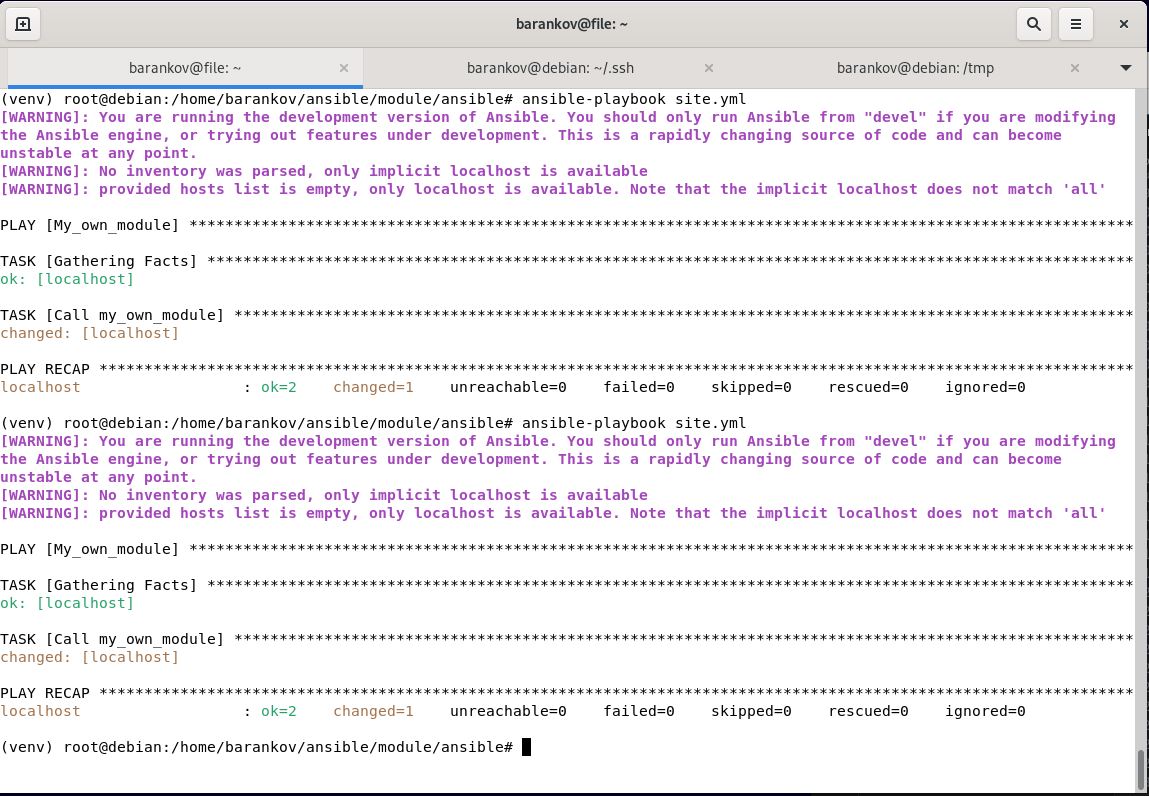 barankov@file: ~
barankov@file: ~ barankov@debian: ~/.ssh barankov@debian: /tmp
(venv) root@debian:/home/barankov/ansible/module/ansible# ansible-playbook site.yml
[WARNING]: You are running the development version of Ansible. You should only run Ansible from "devel" if you are modifying
the Ansible engine, or trying out features under development. This is a rapidly changing source of code and can become
unstable at any point.
[WARNING]: No inventory was parsed, only implicit localhost is available
[WARNING]: provided hosts list is empty, only localhost is available. Note that the implicit localhost does not match 'all'
PLAY [My_own_module] *********************************************************************************************************
TASK [Gathering Facts] *******************************************************************************************************
ok: [localhost]
TASK [Call my_own_module] ****************************************************************************************************
changed: [localhost]
PLAY RECAP *******************************************************************************************************************
localhost                  : ok=2    changed=1    unreachable=0    failed=0    skipped=0    rescued=0    ignored=0
(venv) root@debian:/home/barankov/ansible/module/ansible# ansible-playbook site.yml
[WARNING]: You are running the development version of Ansible. You should only run Ansible from "devel" if you are modifying
the Ansible engine, or trying out features under development. This is a rapidly changing source of code and can become
unstable at any point.
[WARNING]: No inventory was parsed, only implicit localhost is available
[WARNING]: provided hosts list is empty, only localhost is available. Note that the implicit localhost does not match 'all'
PLAY [My_own_module] *********************************************************************************************************
TASK [Gathering Facts] *******************************************************************************************************
ok: [localhost]
TASK [Call my_own_module] ****************************************************************************************************
changed: [localhost]
PLAY RECAP *******************************************************************************************************************
localhost                  : ok=2    changed=1    unreachable=0    failed=0    skipped=0    rescued=0    ignored=0
(venv) root@debian:/home/barankov/ansible/module/ansible#